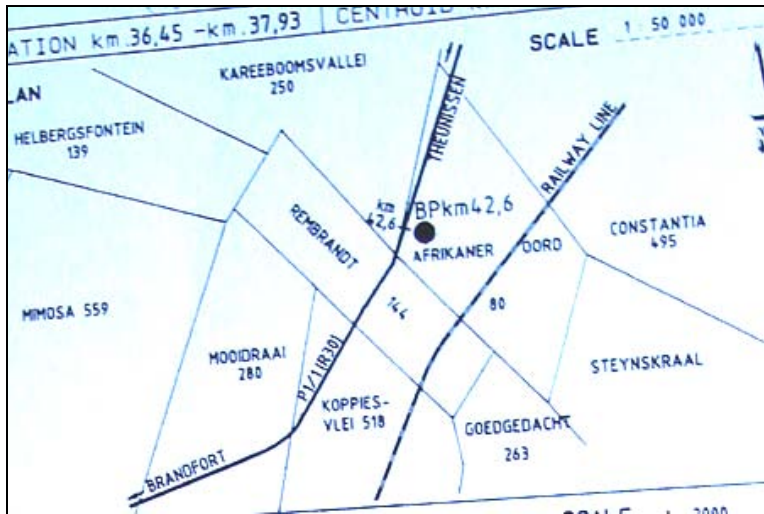 ATION km.36,45 -km.37,93
CENTROID
SCALE 1:50 000
LAN
KAREEBOOMSVALLEI
250
HELBERGSFONTEIN
139
THEUNISSEN
RAILWAY LINE
km
42,6
BPkm42,6
REMBRANDT
AFRIKANER OORD
CONSTANTIA
495
MIMOSA 559
144
80
MOOIDRAAI
280
P1/1(R30)
STEYNSKRAAL
KOPPIES-
VLEI 518
GOEDGEDACHT
263
BRANDFORT
SCALE